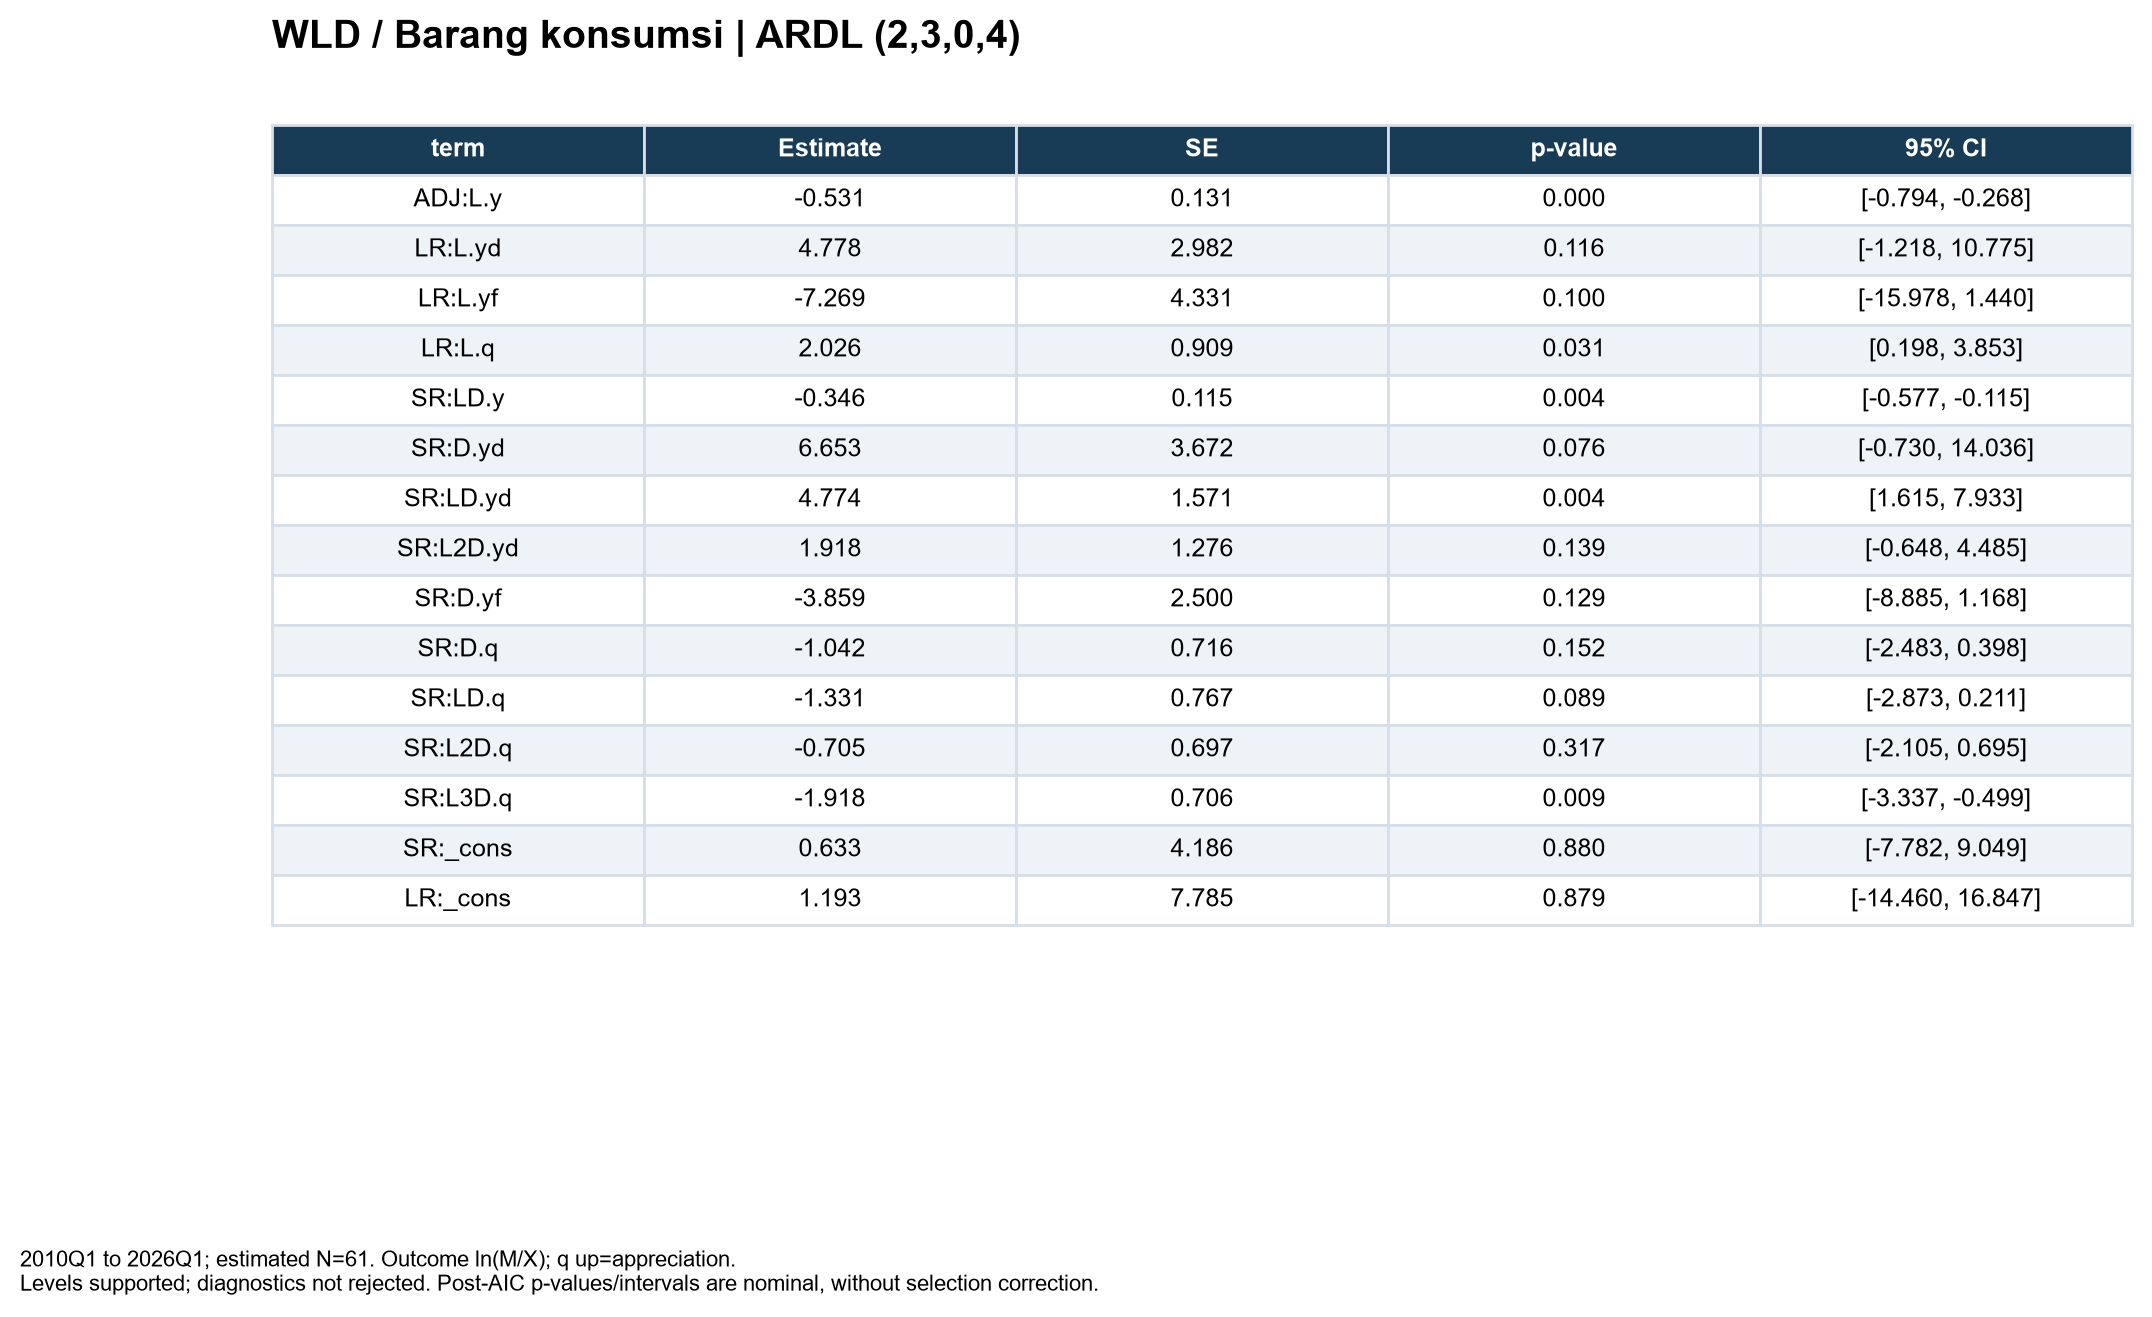 WLD / Barang konsumsi | ARDL (2,3,0,4)
term Estimate SE p-value 95% CI
ADJ:L.y -0.531 0.131 0.000 [-0.794, -0.268]
LR:L.yd 4.778 2.982 0.116 [-1.218, 10.775]
LR:L.yf -7.269 4.331 0.100 [-15.978, 1.440]
LR:L.q 2.026 0.909 0.031 [0.198, 3.853]
SR:LD.y -0.346 0.115 0.004 [-0.577, -0.115]
SR:D.yd 6.653 3.672 0.076 [-0.730, 14.036]
SR:LD.yd 4.774 1.571 0.004 [1.615, 7.933]
SR:L2D.yd 1.918 1.276 0.139 [-0.648, 4.485]
SR:D.yf -3.859 2.500 0.129 [-8.885, 1.168]
SR:D.q -1.042 0.716 0.152 [-2.483, 0.398]
SR:LD.q -1.331 0.767 0.089 [-2.873, 0.211]
SR:L2D.q -0.705 0.697 0.317 [-2.105, 0.695]
SR:L3D.q -1.918 0.706 0.009 [-3.337, -0.499]
SR:_cons 0.633 4.186 0.880 [-7.782, 9.049]
LR:_cons 1.193 7.785 0.879 [-14.460, 16.847]
2010Q1 to 2026Q1; estimated N=61. Outcome ln(M/X); q up=appreciation.
Levels supported; diagnostics not rejected. Post-AIC p-values/intervals are nominal, without selection correction.